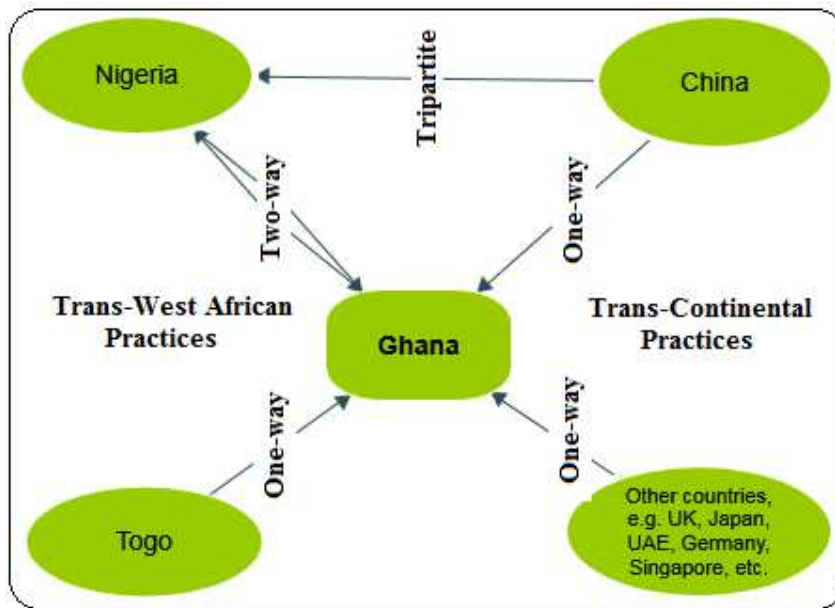 Nigeria
Tripartite
China
Two-way
One-way
Trans-West African
Practices
Ghana
Trans-Continental
Practices
One-way
One-way
Togo
Other countries,
e.g. UK, Japan,
UAE, Germany,
Singapore, etc.